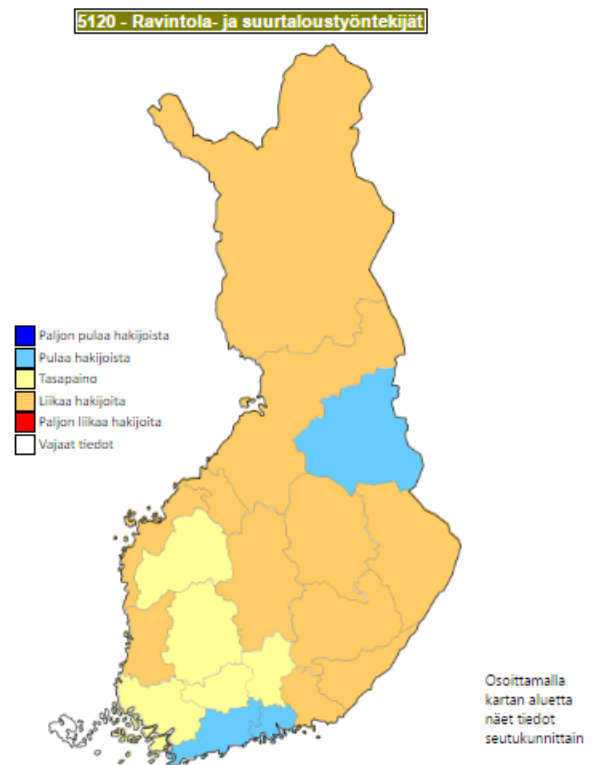 5120 - Ravintola- ja suurtaloustyöntekijät
Paljon pulaa hakijoista
Pulaa hakijoista
Tasapaino
Liikaa hakijoita
Paljon liikaa hakijoita
Vajaat tiedot
Osoittamalla
kartan aluetta
näet tiedot
seutukunnittain